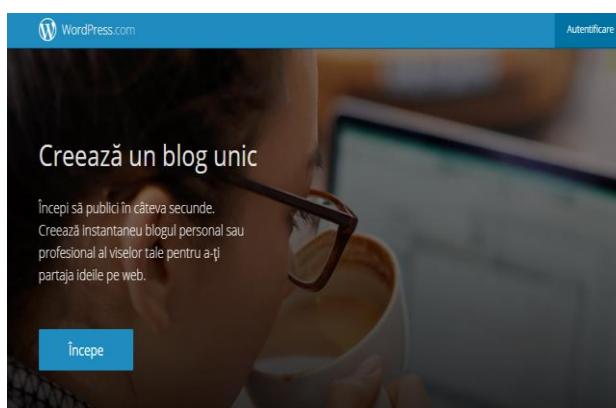 WordPress.com
Autentificare
Creează un blog unic
Începi să publici în câteva secunde.
Creează instantaneu blogul personal sau
profesional al viselor tale pentru a-ți
partaja ideile pe web.
Începe